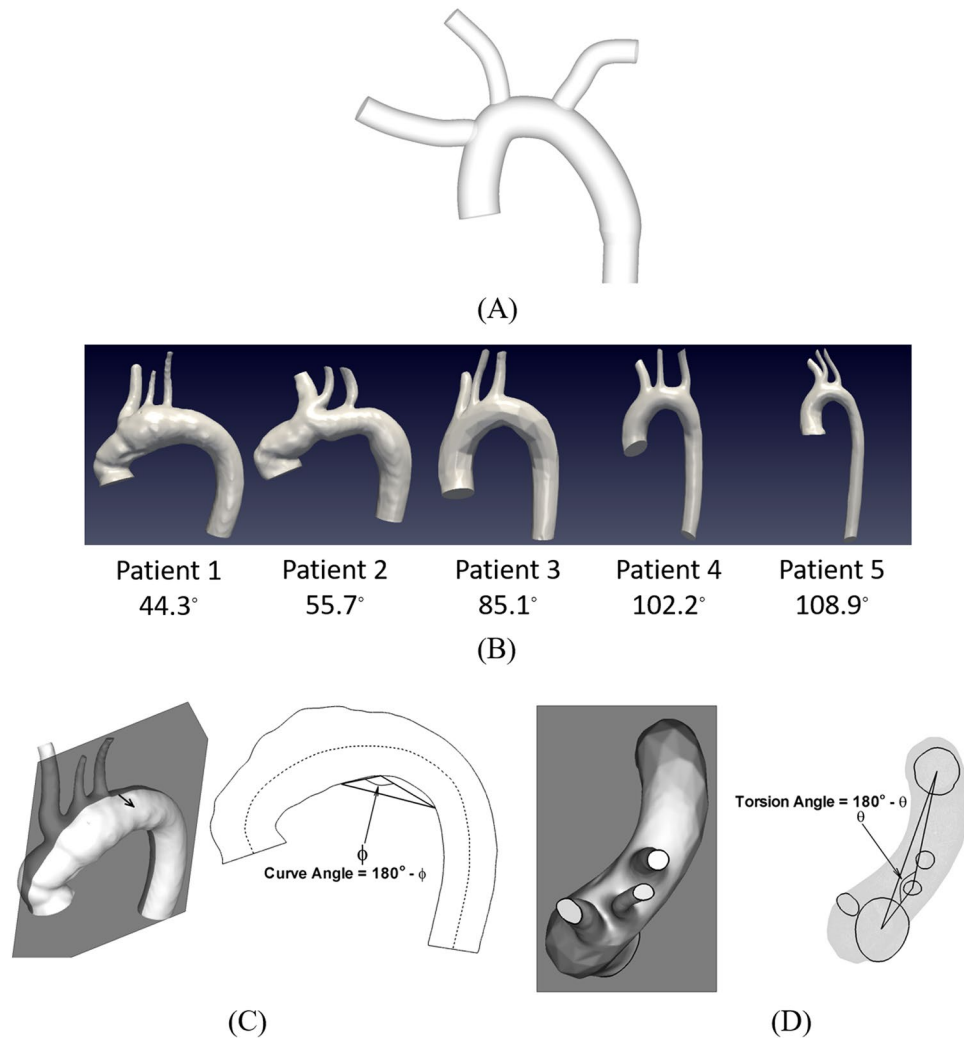 (A)
Patient 1 Patient 2 Patient 3 Patient 4 Patient 5
44.3° 55.7° 85.1° 102.2° 108.9°
(B)
ϕ
Curve Angle = 180° - ϕ
Torsion Angle = 180° - θ
θ
(C) (D)